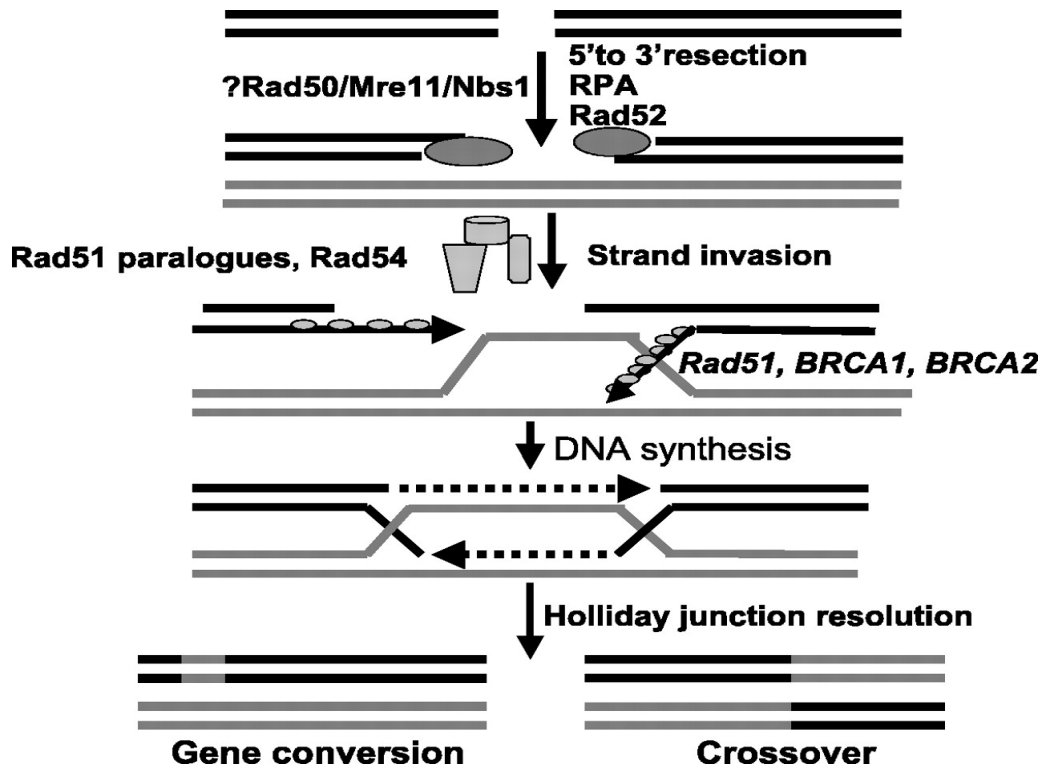 ?Rad50/Mre11/Nbs1
5’to 3’resection
RPA
Rad52
Rad51 paralogues, Rad54
Strand invasion
Rad51, BRCA1, BRCA2
DNA synthesis
Holliday junction resolution
Gene conversion
Crossover